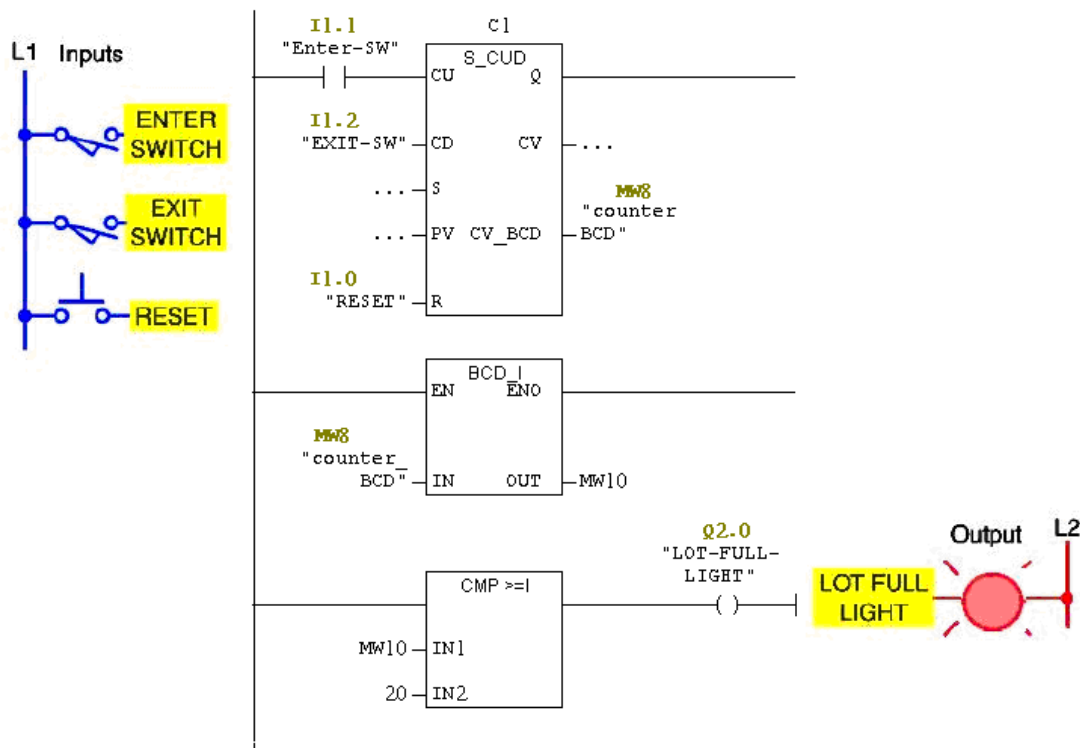 L1 Inputs
ENTER
SWITCH
EXIT
SWITCH
RESET
I1.1
"Enter-SW"
C1
S_CUD
CU Q
I1.2
"EXIT-SW" CD CV ...
... S
MW8
"counter
... PV CV_BCD BCD"
I1.0
"RESET" R
BCD_I
EN ENO
MW8
"counter_
BCD" IN OUT MW10
Q2.0
"LOT-FULL-
LIGHT"
CMP >=I
( )
MW10 IN1
20 IN2
Output L2
LOT FULL
LIGHT